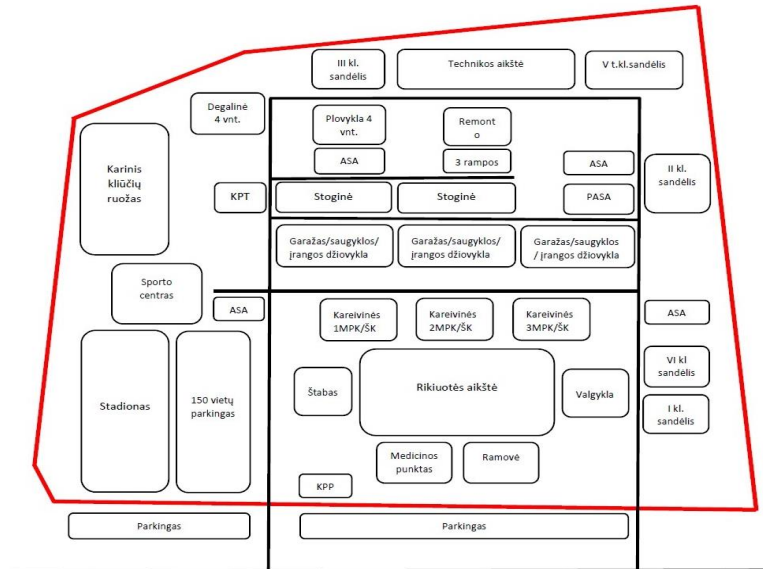 III kl.
sandėlis
Technikos aikštė
V t.kl.sandėlis
Degalinė
4 vnt.
Plovykla 4
vnt.
Remont
o
Karinis
kliūčių
ruožas
ASA
3 rampos
ASA
II kl.
sandėlis
KPT
Stoginė
Stoginė
PASA
Garažas/saugyklos/
įrangos džiovykla
Garažas/saugyklos/
įrangos džiovykla
Garažas/saugyklos
/ įrangos džiovykla
Sporto
centras
ASA
Kareivinės
1MPK/ŠK
Kareivinės
2MPK/ŠK
Kareivinės
3MPK/ŠK
ASA
VI kl
sandėlis
Stadionas
150 vietų
parkingas
Štabas
Rikiuotės aikštė
Valgykla
I kl.
sandėlis
Medicinos
punktas
Ramovė
KPP
Parkingas
Parkingas